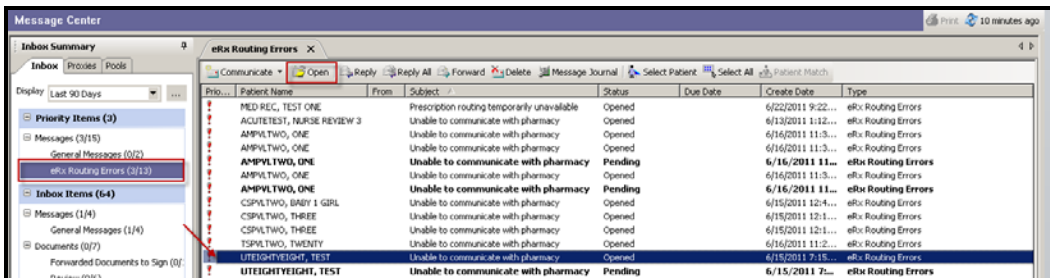 Message Center
Print 10 minutes ago
Inbox Summary
eRx Routing Errors X
Inbox Proxies Pools
Communicate Open Reply Reply All Forward Delete Message Journal Select Patient Select All Patient Match
Display Last 90 Days ...
Prio... Patient Name From Subject Status Due Date Create Date Type
Priority Items (3)
Messages (3/15)
General Messages (0/2)
eRx Routing Errors (3/13)
Inbox Items (64)
Messages (1/4)
General Messages (1/4)
Documents (0/7)
Forwarded Documents to Sign (0/
MED REC, TEST ONE Prescription routing temporarily unavailable Opened 6/22/2011 9:22... eRx Routing Errors
ACUTETEST, NURSE REVIEW 3 Unable to communicate with pharmacy Opened 6/13/2011 1:12... eRx Routing Errors
AMPVLTWO, ONE Unable to communicate with pharmacy Opened 6/16/2011 11:3... eRx Routing Errors
AMPVLTWO, ONE Unable to communicate with pharmacy Opened 6/16/2011 11:3... eRx Routing Errors
AMPVLTWO, ONE Unable to communicate with pharmacy Pending 6/16/2011 11... eRx Routing Errors
AMPVLTWO, ONE Unable to communicate with pharmacy Opened 6/16/2011 11:3... eRx Routing Errors
AMPVLTWO, ONE Unable to communicate with pharmacy Pending 6/16/2011 11... eRx Routing Errors
CSPVLTWO, BABY 1 GIRL Unable to communicate with pharmacy Opened 6/15/2011 12:4... eRx Routing Errors
CSPVLTWO, THREE Unable to communicate with pharmacy Opened 6/15/2011 12:1... eRx Routing Errors
CSPVLTWO, THREE Unable to communicate with pharmacy Opened 6/15/2011 12:1... eRx Routing Errors
TSPVLTWO, TWENTY Unable to communicate with pharmacy Opened 6/16/2011 11:2... eRx Routing Errors
UTEIGHTYEIGHT, TEST Unable to communicate with pharmacy Opened 6/15/2011 7:15... eRx Routing Errors
UTEIGHTYEIGHT, TEST Unable to communicate with pharmacy Pending 6/15/2011 7:... eRx Routing Errors